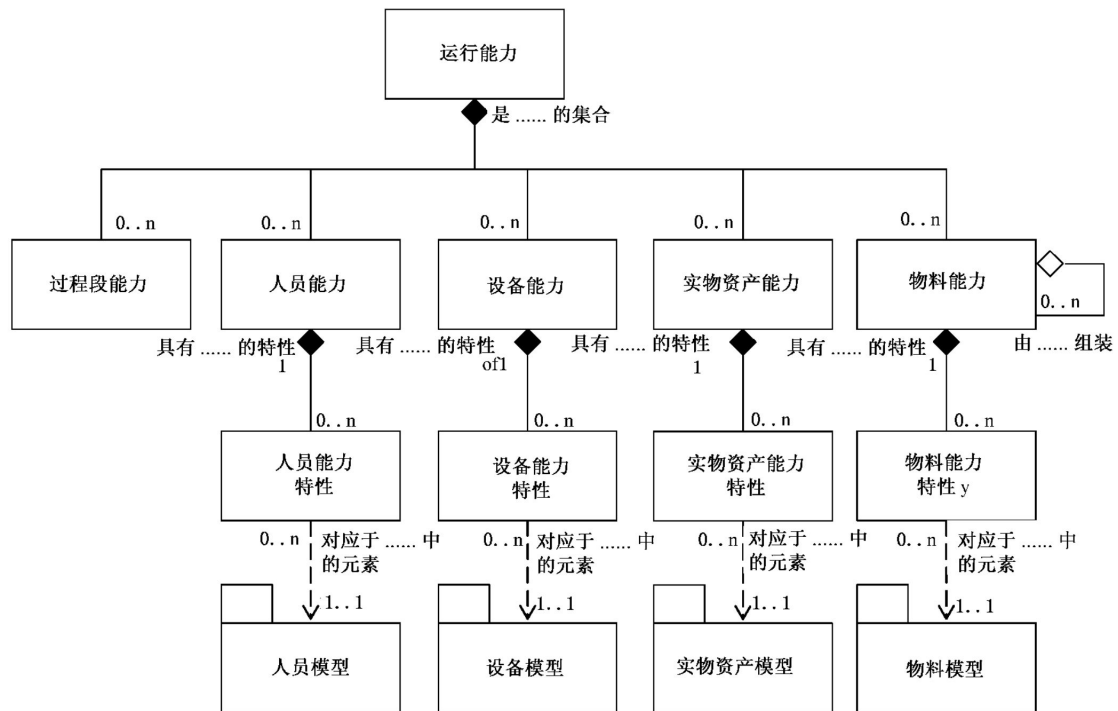 运行能力
是 ...... 的集合
0..n
0..n
0..n
0..n
0..n
过程段能力
人员能力
设备能力
实物资产能力
物料能力
0..n
具有 ...... 的特性
具有 ...... 的特性
具有 ...... 的特性
具有 ...... 的特性
由 ...... 组装
1
of1
1
1
0..n
0..n
0..n
0..n
人员能力
特性
设备能力
特性
实物资产能力
特性
物料能力
特性 y
0..n
对应于 ...... 中
的元素
0..n
对应于 ...... 中
的元素
0..n
对应于 ...... 中
的元素
0..n
对应于 ...... 中
的元素
1..1
1..1
1..1
1..1
人员模型
设备模型
实物资产模型
物料模型